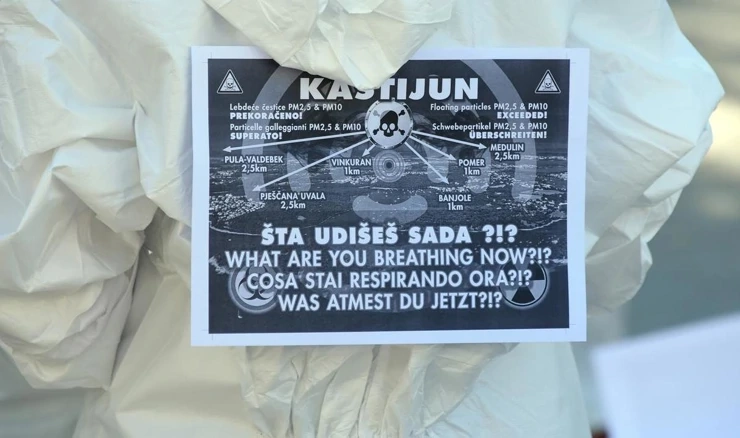 KASTIJUN
Lebdeće čestice PM2,5 & PM10
PREKORAČENO!
Particelle galleggianti PM2,5 & PM10
SUPERATO!
Floating particles PM2,5 & PM10
EXCEEDED!
Schwebepartikel PM2,5 & PM10
ÜBERSCHREITEN!
PULA-VALDEBEK
2,5km
VINKURAN
1km
POMER
1km
MEDULIN
2,5km
PJEŠČANA UVALA
2,5km
BANJOLE
1km
ŠTA UDIŠEŠ SADA ?!?
WHAT ARE YOU BREATHING NOW?!?
COSA STAI RESPIRANDO ORA?!?
WAS ATMEST DU JETZT?!?